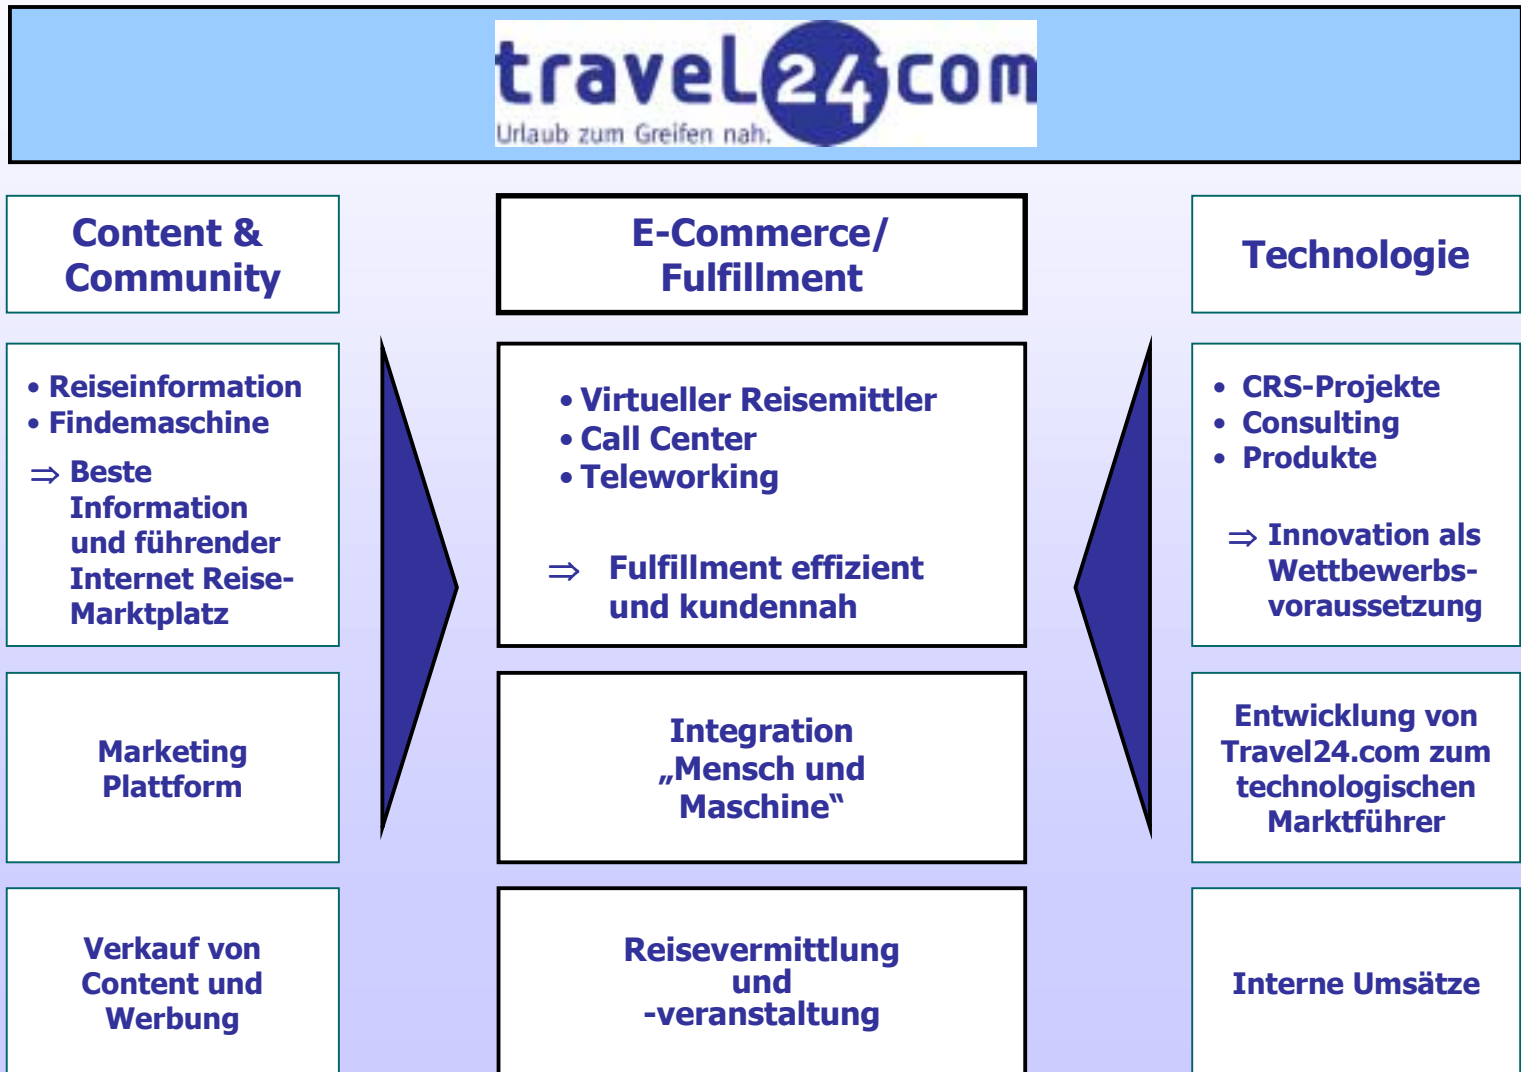 travel24com
Urlaub zum Greifen nah.
Content &
Community
• Reiseinformation
• Findemaschine
⇒ Beste
Information
und führender
Internet Reise-
Marktplatz
Marketing
Plattform
Verkauf von
Content und
Werbung
E-Commerce/
Fulfillment
• Virtueller Reisemittler
• Call Center
• Teleworking
⇒ Fulfillment effizient
und kundennah
Integration
„Mensch und
Maschine“
Reisevermittlung
und
-veranstaltung
Technologie
• CRS-Projekte
• Consulting
• Produkte
⇒ Innovation als
Wettbewerbs-
voraussetzung
Entwicklung von
Travel24.com zum
technologischen
Marktführer
Interne Umsätze